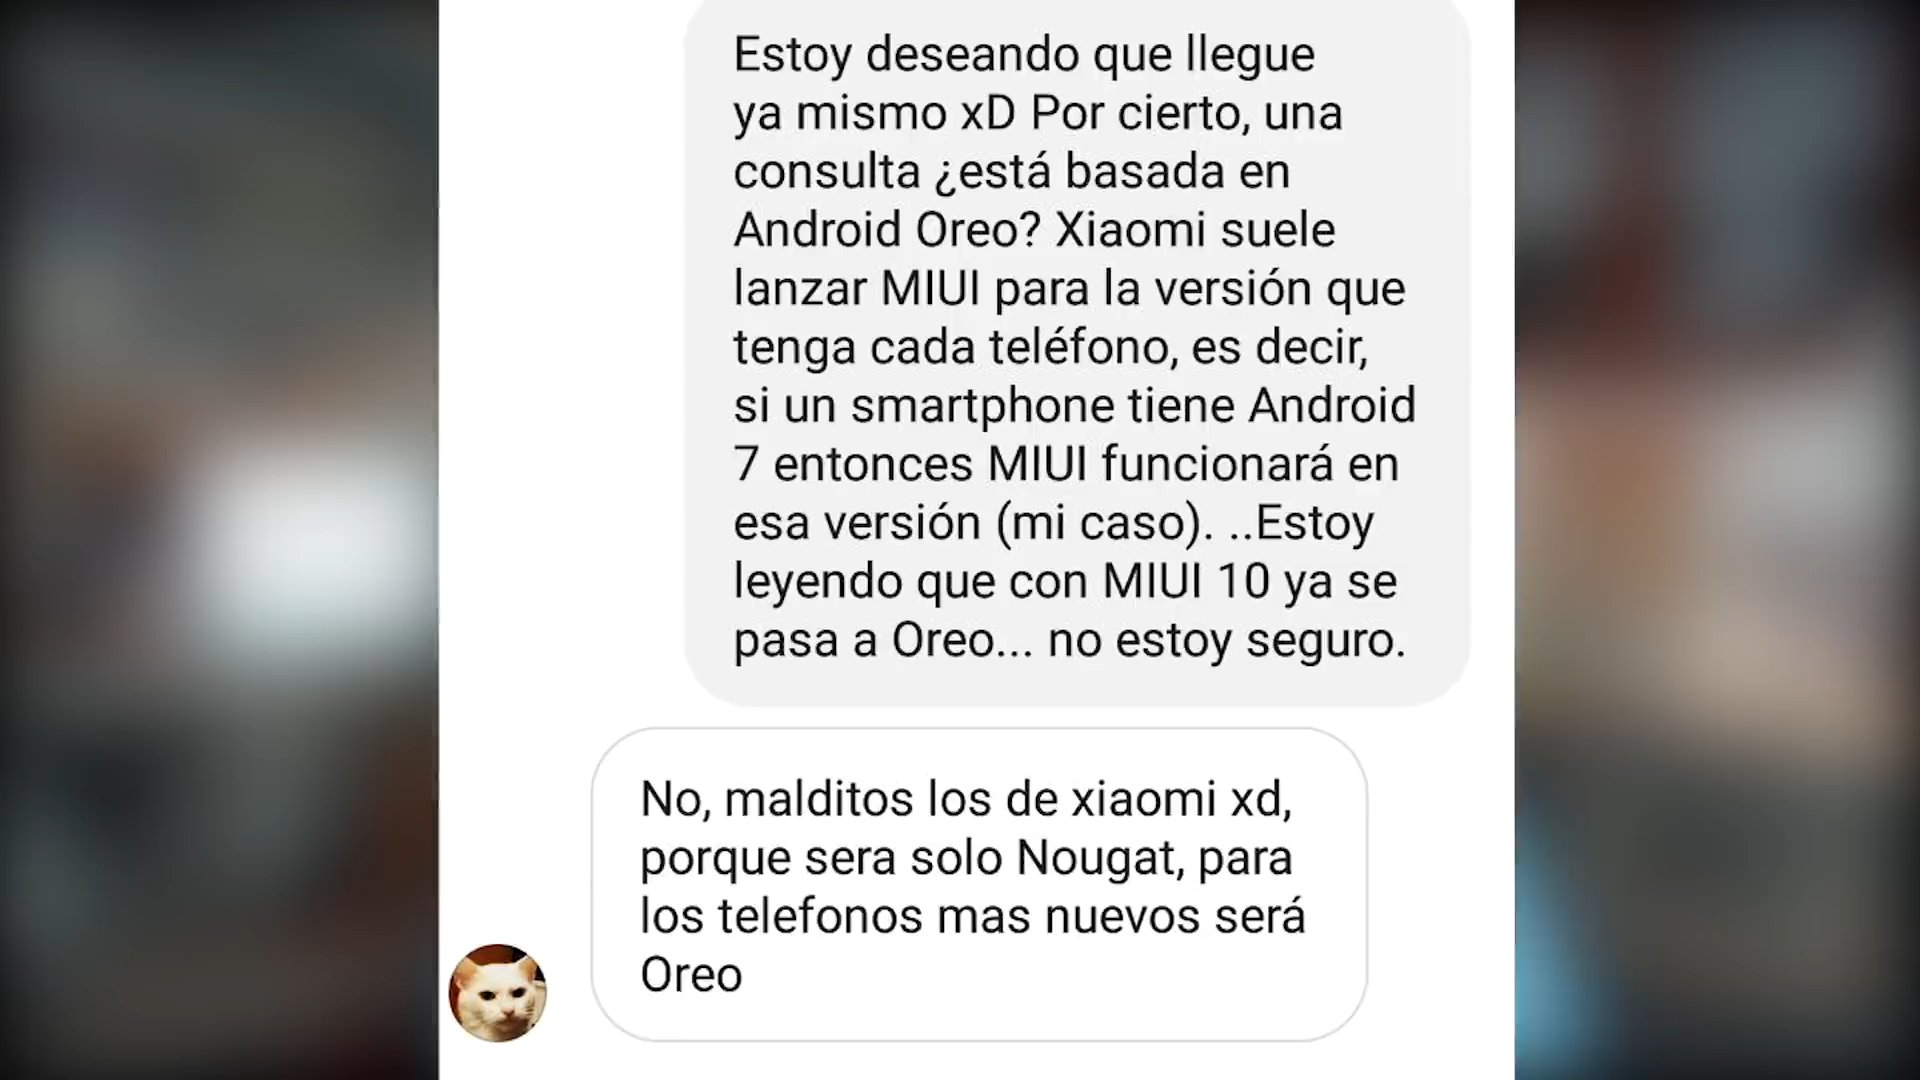 Estoy deseando que llegue
ya mismo xD Por cierto, una
consulta ¿está basada en
Android Oreo? Xiaomi suele
lanzar MIUI para la versión que
tenga cada teléfono, es decir,
si un smartphone tiene Android
7 entonces MIUI funcionará en
esa versión (mi caso). ..Estoy
leyendo que con MIUI 10 ya se
pasa a Oreo... no estoy seguro.
No, malditos los de xiaomi xd,
porque sera solo Nougat, para
los telefonos mas nuevos será
Oreo